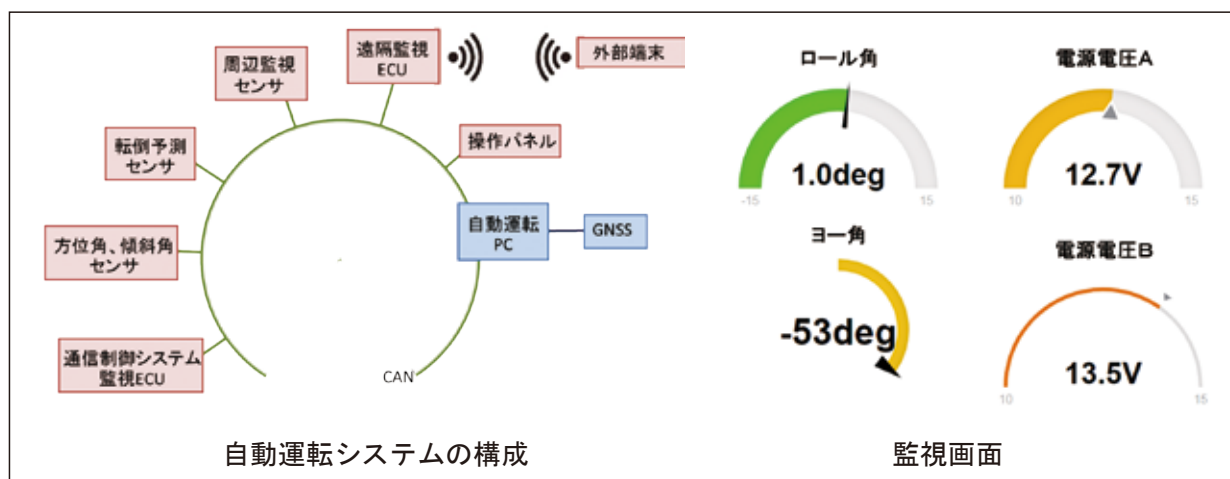 遠隔監視
ECU
外部端末
周辺監視
センサ
転倒予測
センサ
操作パネル
方位角、傾斜角
センサ
自動運転
PC
GNSS
通信制御システム
監視ECU
CAN
自動運転システムの構成
ロール角
1.0deg
-15
15
電源電圧A
12.7V
10
15
ヨー角
-53deg
電源電圧B
13.5V
10
15
監視画面